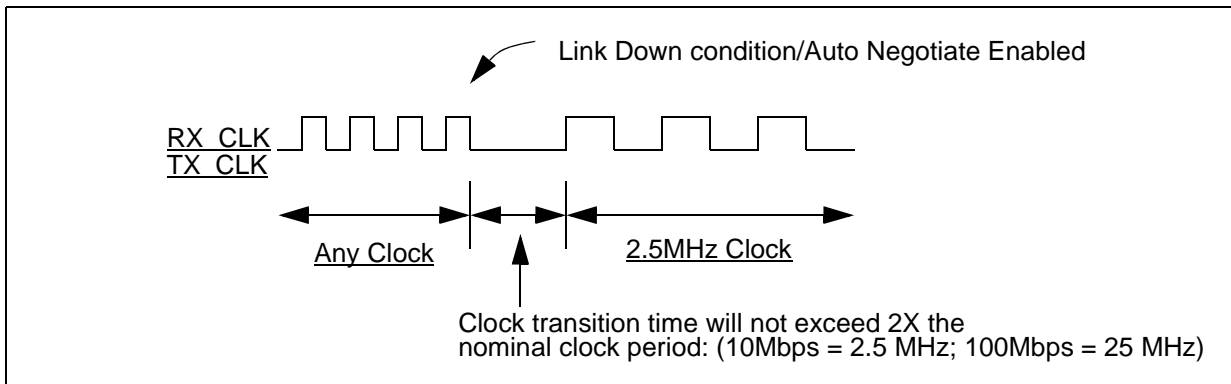 Link Down condition/Auto Negotiate Enabled
RX_CLK
TX_CLK
Any Clock
2.5MHz Clock
Clock transition time will not exceed 2X the
nominal clock period: (10Mbps = 2.5 MHz; 100Mbps = 25 MHz)